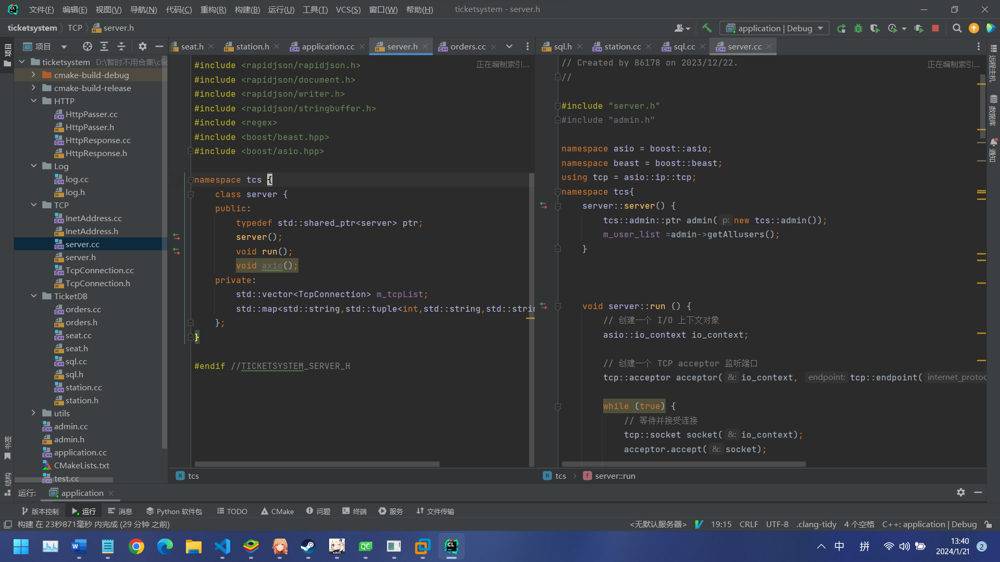 文件(F) 编辑(E) 视图(V) 导航(N) 代码(C) 重构(R) 构建(B) 运行(U) 工具(T) VCS(S) 窗口(W) 帮助(H) ticketsystem - server.h
ticketsystem TCP server.h
application | Debug
项目
seat.h station.h application.cc server.h orders.cc
sql.h station.cc sql.cc server.cc
ticketsystem D:\暂时不用合集\clic
cmake-build-debug
cmake-build-release
HTTP
HttpPasser.cc
HttpPasser.h
HttpResponse.cc
HttpResponse.h
Log
log.cc
log.h
TCP
InetAddress.cc
InetAddress.h
server.cc
server.h
TcpConnection.cc
TcpConnection.h
TicketDB
orders.cc
orders.h
seat.cc
seat.h
sql.cc
sql.h
station.cc
station.h
utils
admin.cc
admin.h
application.cc
CMakeLists.txt
test.cc
项目
书签
结构
#include <rapidjson/rapidjson.h>
正在编制索引...
#include <rapidjson/document.h>
#include <rapidjson/writer.h>
#include <rapidjson/stringbuffer.h>
#include <regex>
#include <boost/beast.hpp>
#include <boost/asio.hpp>
namespace tcs {
class server {
public:
typedef std::shared_ptr<server> ptr;
server();
void run();
void axio();
private:
std::vector<TcpConnection> m_tcpList;
std::map<std::string,std::tuple<int,std::string,std::strin
};
}
#endif //TICKETSYSTEM_SERVER_H
tcs
// Created by 86178 on 2023/12/22.
正在编制索引...
//
#include "server.h"
#include "admin.h"
namespace asio = boost::asio;
namespace beast = boost::beast;
using tcp = asio::ip::tcp;
namespace tcs{
server::server() {
tcs::admin::ptr admin( p: new tcs::admin());
m_user_list =admin->getAllusers();
}
void server::run () {
// 创建一个 I/O 上下文对象
asio::io_context io_context;
// 创建一个 TCP acceptor 监听端口
tcp::acceptor acceptor( &: io_context, endpoint: tcp::endpoint( internet_protoc
while (true) {
// 等待并接受连接
tcp::socket socket( &: io_context);
acceptor.accept( &: socket);
tcs server::run
远程主机
数据库
通知
运行: application
版本控制 运行 消息 Python 软件包 TODO CMake 问题 终端 服务 文件传输
构建 在 23秒871毫秒 内完成 (29 分钟 之前)
<无默认服务器> 19:15 CRLF UTF-8 .clang-tidy 4 个空格 C++: application | Debug
中 拼 13:40
2024/1/21 2